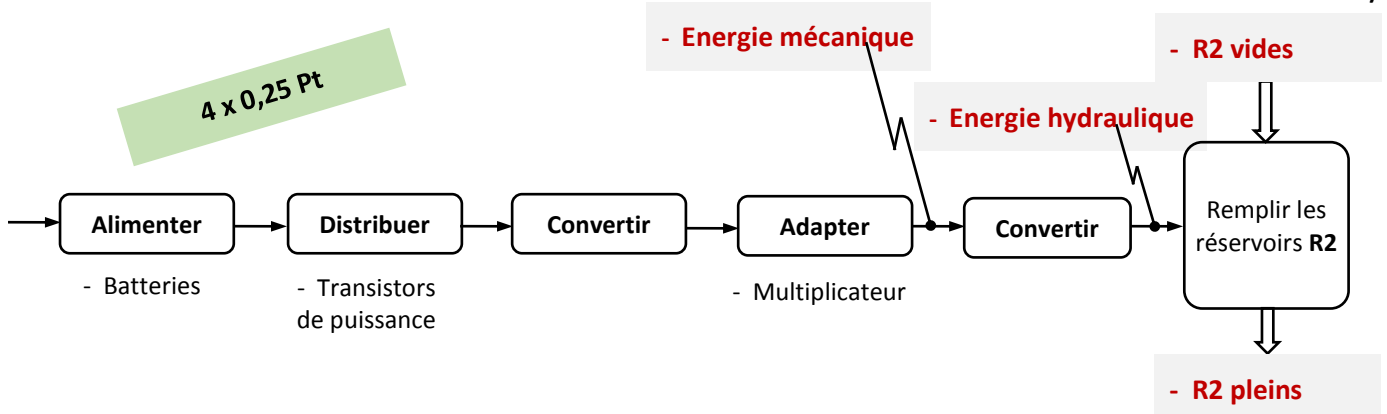 4 x 0,25 Pt
- Energie mécanique
- R2 vides
- Energie hydraulique
Alimenter
Distribuer
Convertir
Adapter
Convertir
Remplir les
réservoirs R2
- Batteries
- Transistors
de puissance
- Multiplicateur
- R2 pleins